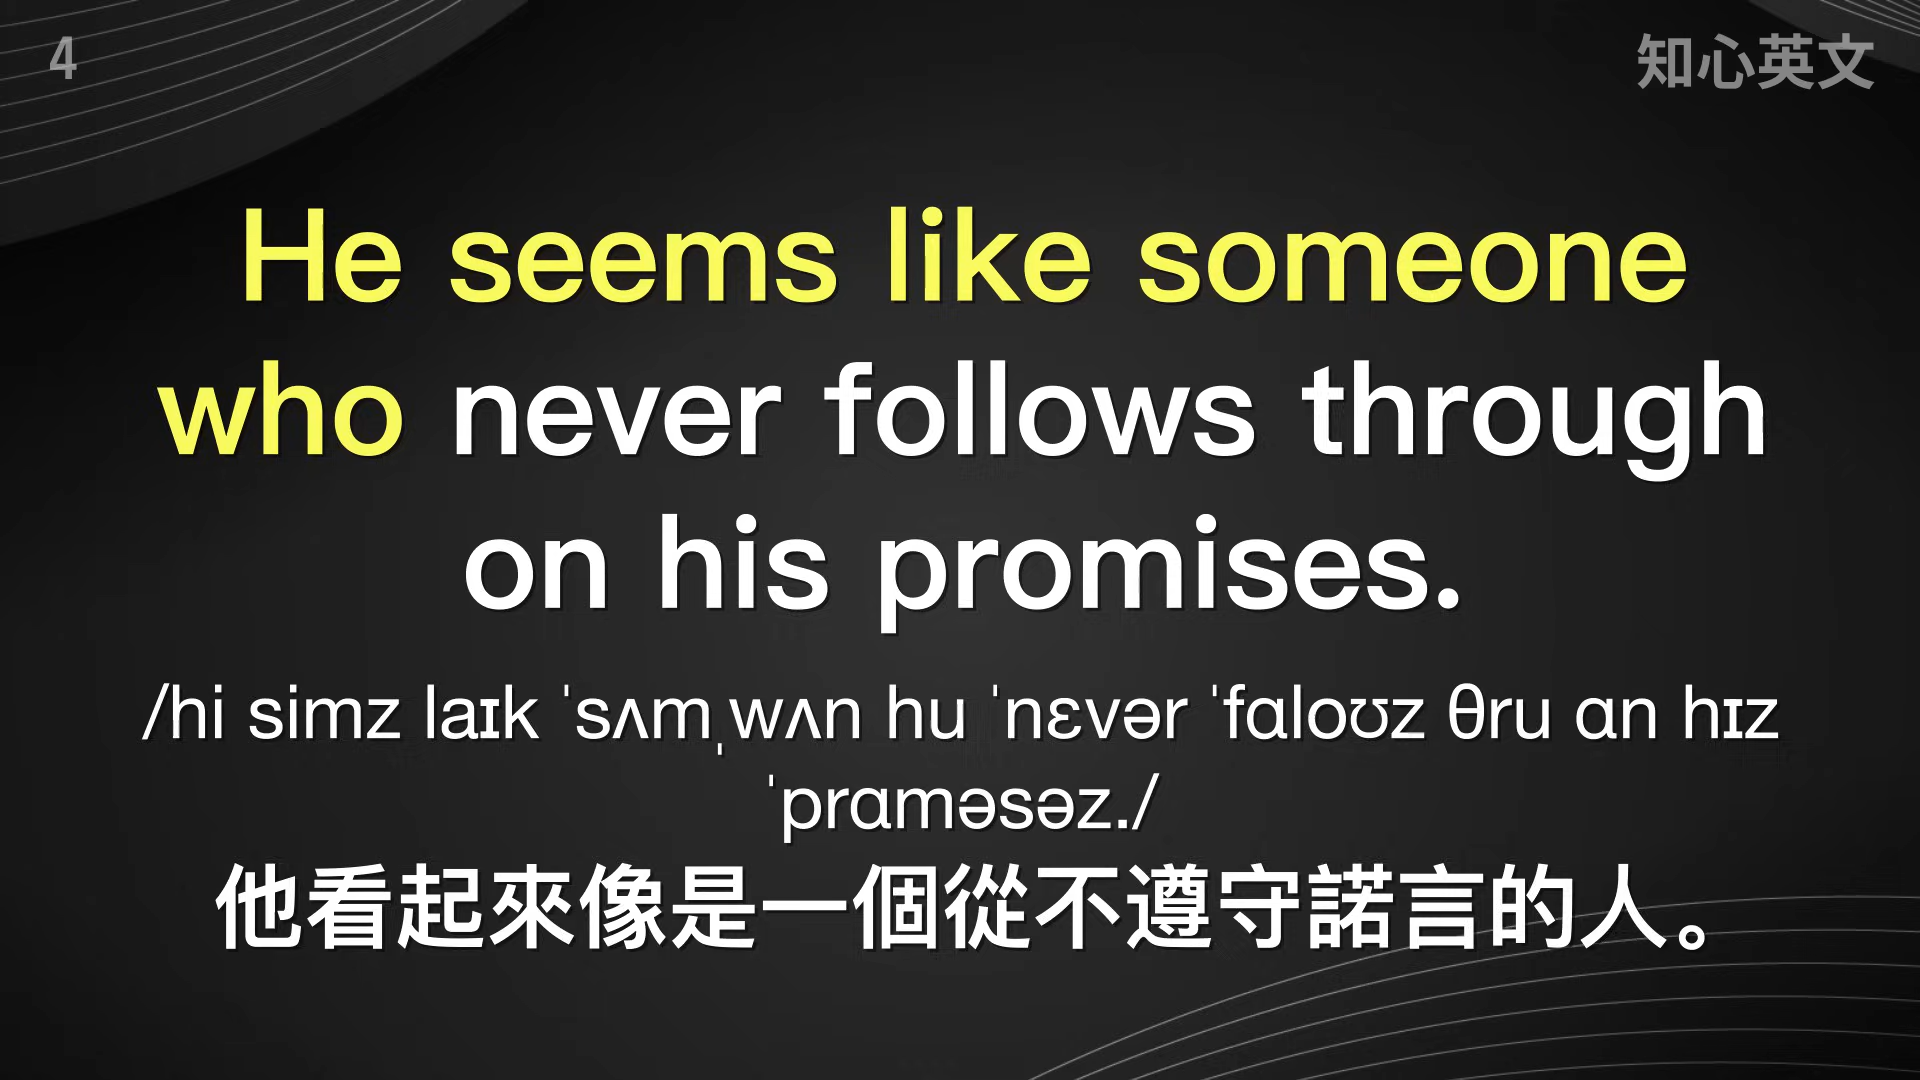 4
知心英文
He seems like someone
who never follows through
on his promises.
/hi simz laɪk ˈsʌmˌwʌn hu ˈnɛvər ˈfɑloʊz θru ɑn hɪz
ˈprɑməsəz./
他看起來像是一個從不遵守諾言的人。